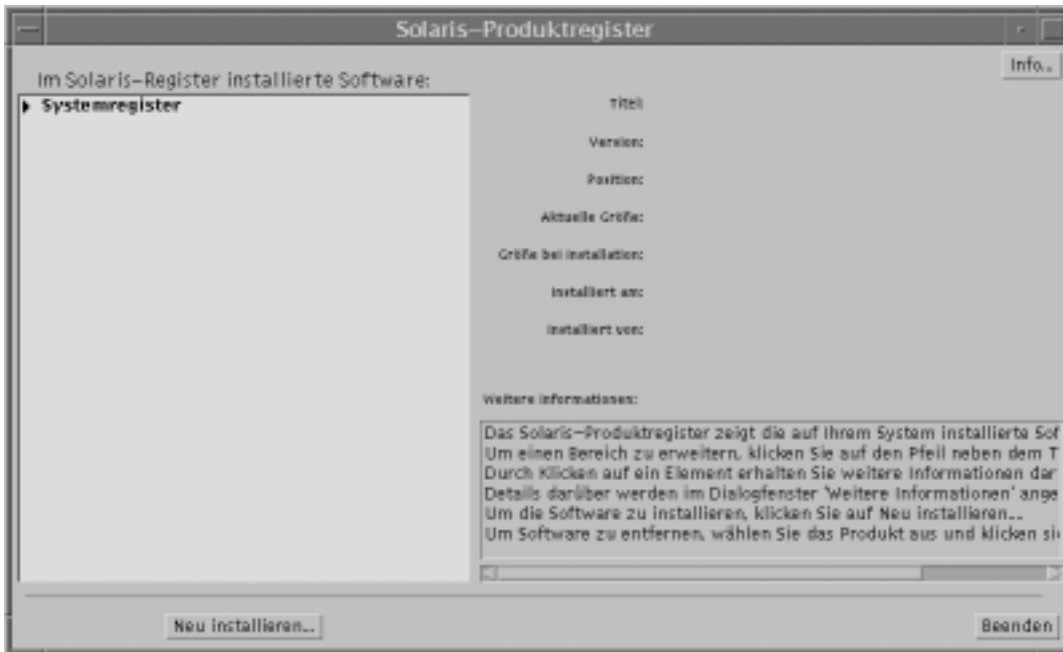 Solaris-Produktregister
Info...
Im Solaris-Register installierte Software:
Systemregister
Titel:
Version:
Position:
Aktuelle Größe:
Größe bei Installation:
Installiert am:
Installiert von:
Weitere Informationen:
Das Solaris-Produktregister zeigt die auf Ihrem System installierte Sof
Um einen Bereich zu erweitern, klicken Sie auf den Pfeil neben dem T
Durch Klicken auf ein Element erhalten Sie weitere Informationen dar
Details darüber werden im Dialogfenster 'Weitere Informationen' ange
Um die Software zu installieren, klicken Sie auf Neu installieren...
Um Software zu entfernen, wählen Sie das Produkt aus und klicken si
Neu installieren...
Beenden